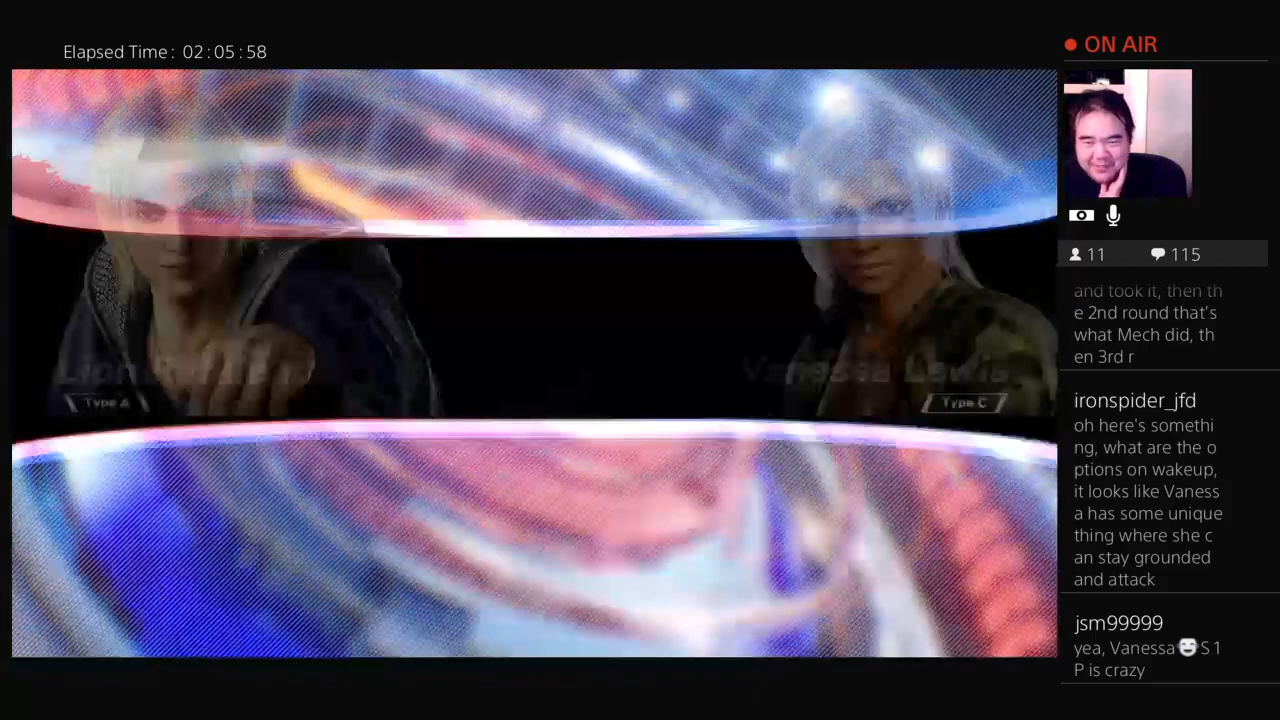 Elapsed Time: 02:05:58
ON AIR
11 115
and took it, then th
e 2nd round that's
what Mech did, th
en 3rd r
ironspider_jfd
oh here's somethi
ng, what are the o
ptions on wakeup,
it looks like Vaness
a has some unique
thing where she c
an stay grounded
and attack
jsm99999
yea, Vanessa😁S 1
P is crazy
Lion
Type A
Vanessa Lewis
Type C